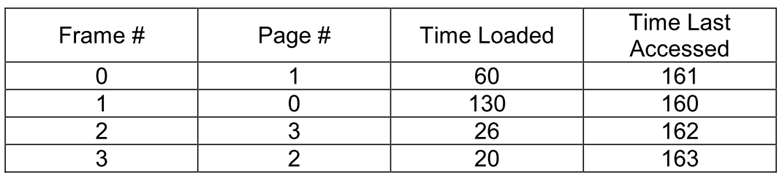 Frame # Page # Time Loaded Time Last
Accessed
0 1 60 161
1 0 130 160
2 3 26 162
3 2 20 163